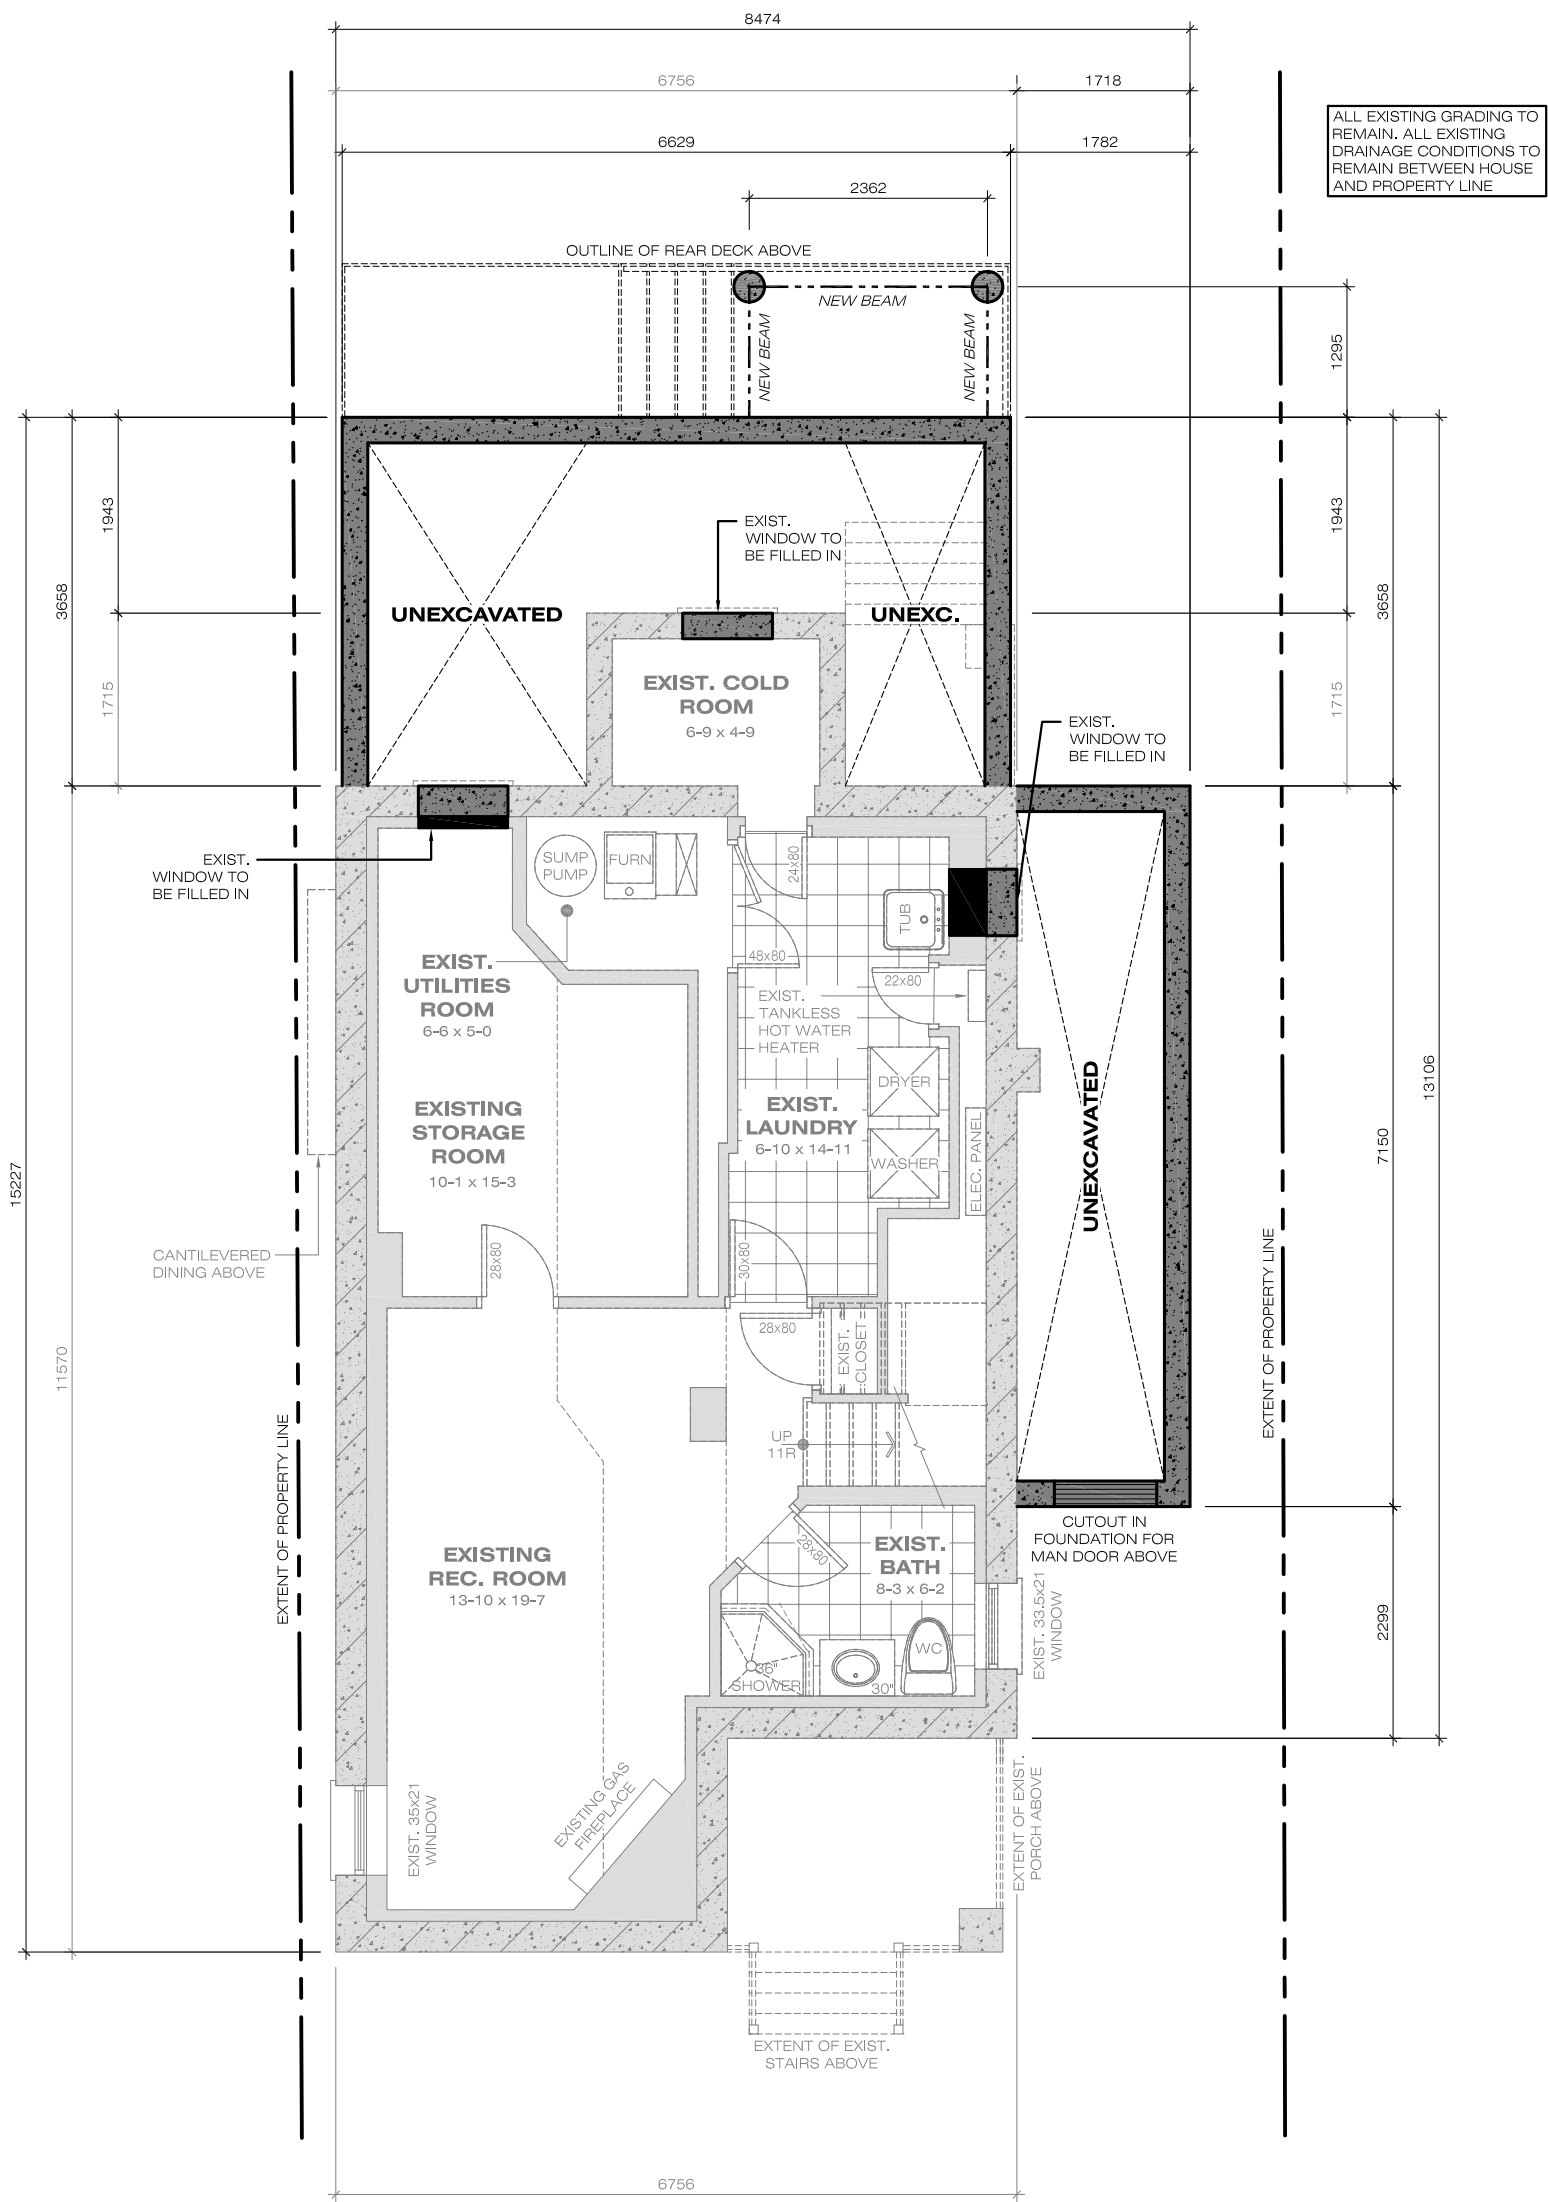 8474
6756
1718
ALL EXISTING GRADING TO
REMAIN. ALL EXISTING
DRAINAGE CONDITIONS TO
REMAIN BETWEEN HOUSE
AND PROPERTY LINE
6629
1782
2362
OUTLINE OF REAR DECK ABOVE
NEW BEAM
NEW BEAM
NEW BEAM
1295
1943
3658
1715
EXIST.
WINDOW TO
BE FILLED IN
1943
3658
1715
UNEXCAVATED
UNEXC.
EXIST. COLD
ROOM
6-9 x 4-9
EXIST.
WINDOW TO
BE FILLED IN
EXIST.
WINDOW TO
BE FILLED IN
SUMP
PUMP
FURN
24x80
TUB
48x80
22x80
EXIST.
UTILITIES
ROOM
6-6 x 5-0
EXIST.
TANKLESS
HOT WATER
HEATER
DRYER
EXISTING
STORAGE
ROOM
10-1 x 15-3
EXIST.
LAUNDRY
6-10 x 14-11
WASHER
ELEC. PANEL
UNEXCAVATED
13106
7150
15227
CANTILEVERED
DINING ABOVE
28x80
30x80
28x80
EXIST.
CLOSET
EXTENT OF PROPERTY LINE
11570
EXTENT OF PROPERTY LINE
UP
11R
CUTOUT IN
FOUNDATION FOR
MAN DOOR ABOVE
28x80
EXIST.
BATH
8-3 x 6-2
EXISTING
REC. ROOM
13-10 x 19-7
EXIST. 33.5x21
WINDOW
2299
WC
36"
SHOWER
30"
EXISTING GAS
FIREPLACE
EXIST. 35x21
WINDOW
EXTENT OF EXIST.
PORCH ABOVE
EXTENT OF EXIST.
STAIRS ABOVE
6756